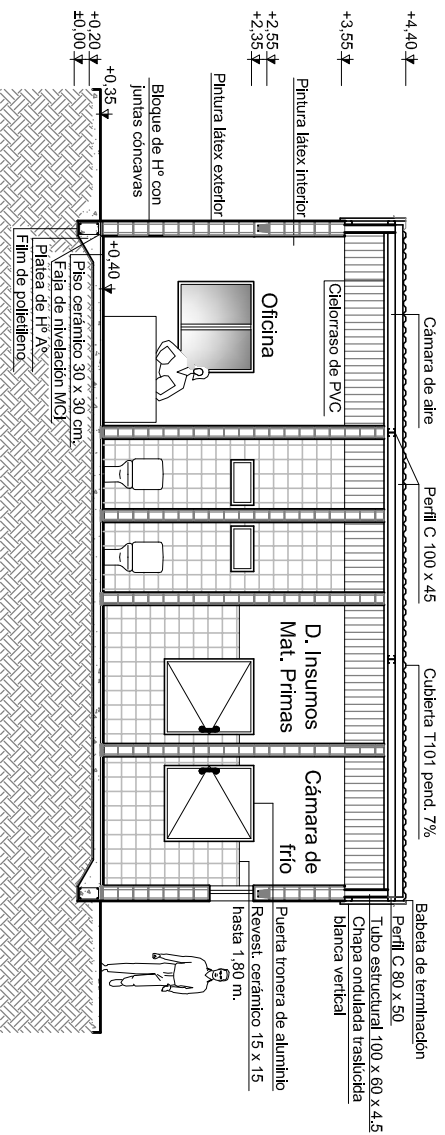 +4,40
+3,55
+2,55
+2,35
+0,20
±0,00
+0,35
+0,40
Pintura látex interior
PIntura látex exterior
Bloque de Hº con
juntas cóncavas
Cámara de aire
Perfil C 100 x 45
Cubierta T101 pend. 7%
Babeta de terminación
Perfil C 80 x 50
Tubo estructural 100 x 60 x 4.5
Chapa ondulada traslúcida
blanca vertical
Cielorraso de PVC
Oficina
D. Insumos
Mat. Primas
Cámara de
frío
Puerta tronera de aluminio
Revest. cerámico 15 x 15
hasta 1,80 m.
Piso cerámico 30 x 30 cm.
Faja de nivelación MCI
Platea de Hº Aº.
Film de polietileno